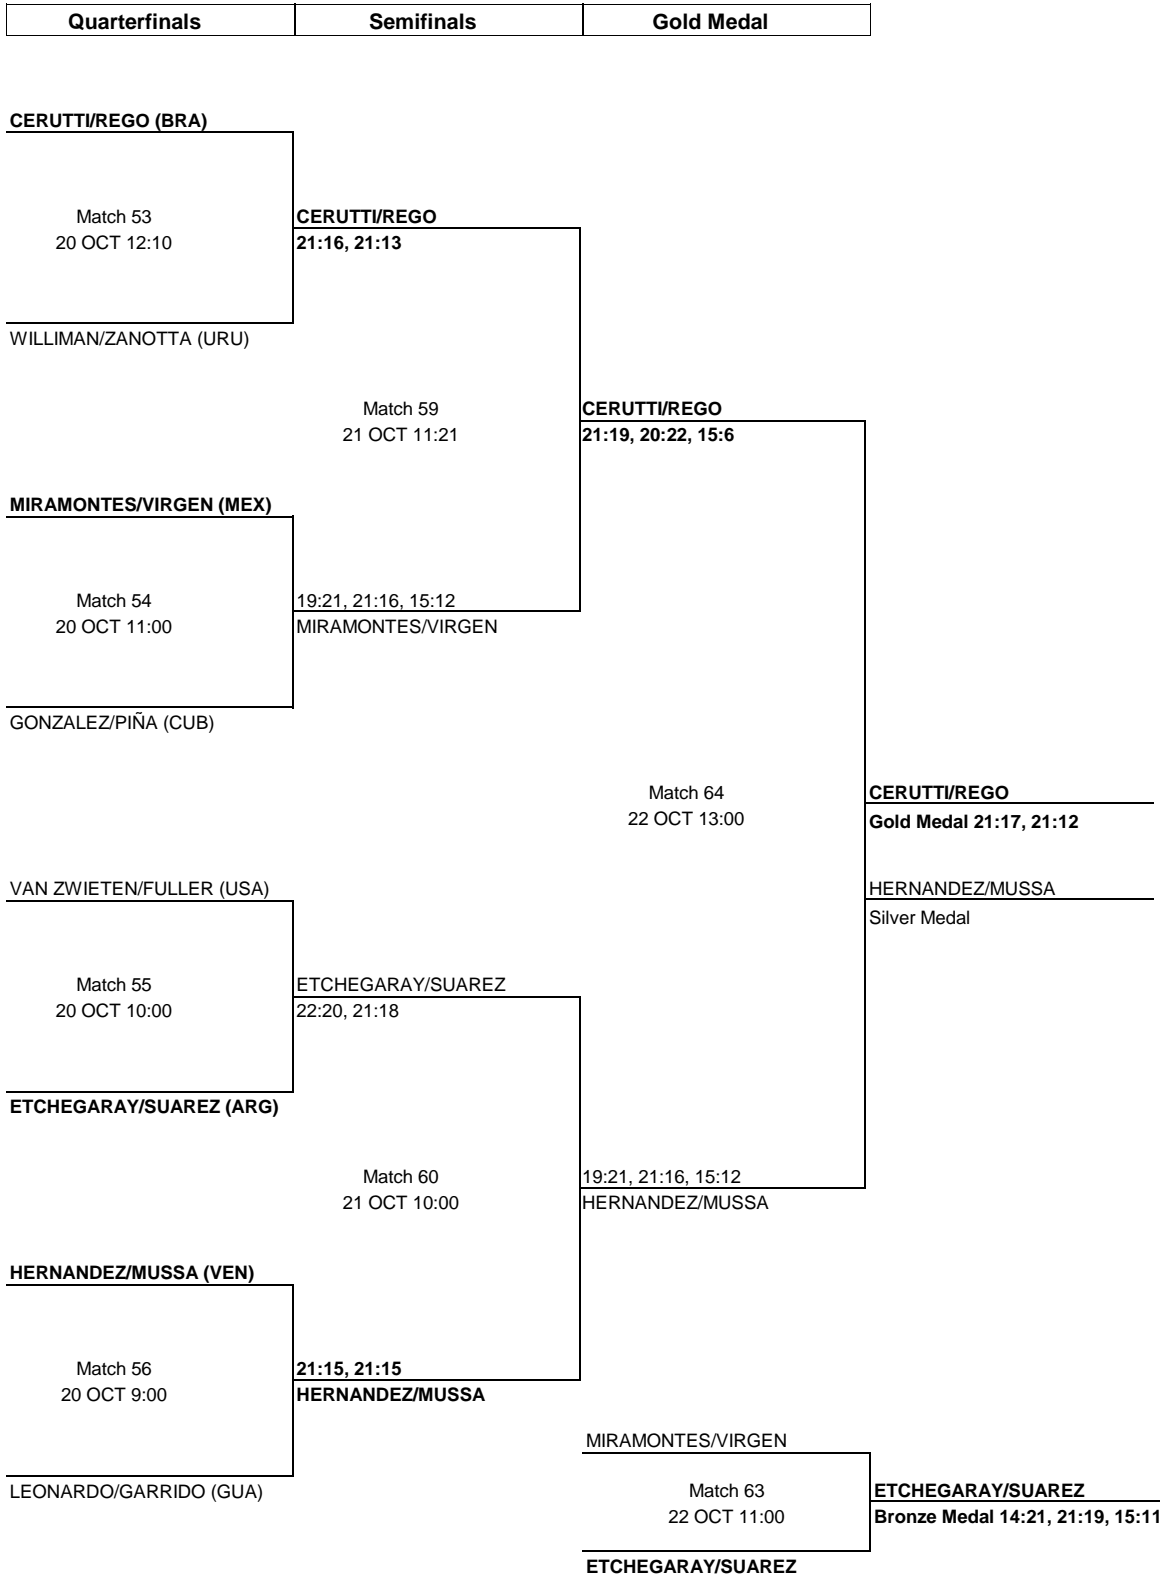 Quarterfinals Semifinals Gold Medal
CERUTTI/REGO (BRA)
Match 53 CERUTTI/REGO
20 OCT 12:10 21:16, 21:13
WILLIMAN/ZANOTTA (URU)
Match 59 CERUTTI/REGO
21 OCT 11:21 21:19, 20:22, 15:6
MIRAMONTES/VIRGEN (MEX)
Match 54 19:21, 21:16, 15:12
20 OCT 11:00 MIRAMONTES/VIRGEN
GONZALEZ/PIÑA (CUB)
Match 64 CERUTTI/REGO
22 OCT 13:00 Gold Medal 21:17, 21:12
VAN ZWIETEN/FULLER (USA) HERNANDEZ/MUSSA
Silver Medal
Match 55 ETCHEGARAY/SUAREZ
20 OCT 10:00 22:20, 21:18
ETCHEGARAY/SUAREZ (ARG)
Match 60 19:21, 21:16, 15:12
21 OCT 10:00 HERNANDEZ/MUSSA
HERNANDEZ/MUSSA (VEN)
Match 56 21:15, 21:15
20 OCT 9:00 HERNANDEZ/MUSSA
MIRAMONTES/VIRGEN
LEONARDO/GARRIDO (GUA) Match 63 ETCHEGARAY/SUAREZ
22 OCT 11:00 Bronze Medal 14:21, 21:19, 15:11
ETCHEGARAY/SUAREZ